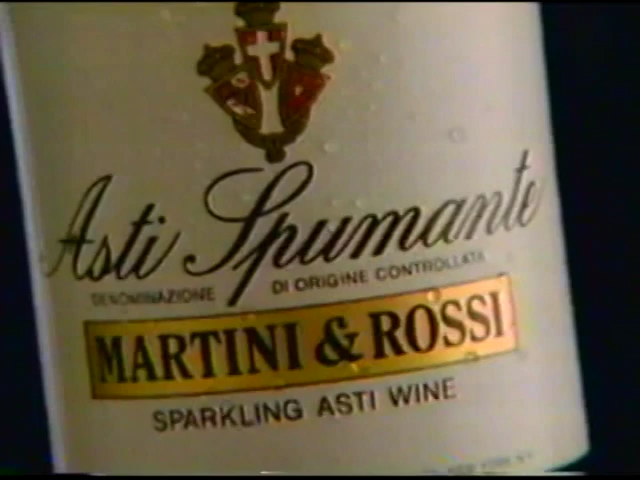 Asti Spumante
DENOMINAZIONE DI ORIGINE CONTROLLATA
MARTINI & ROSSI
SPARKLING ASTI WINE